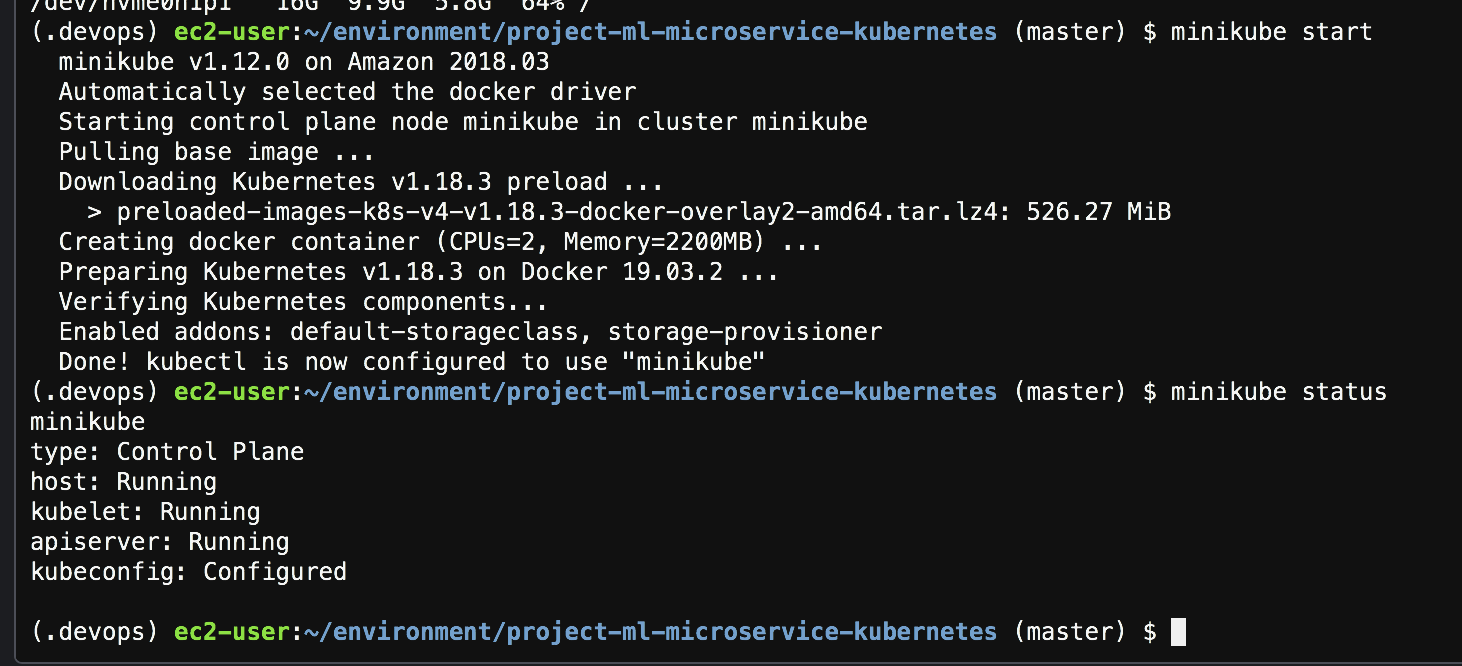 /dev/nvme0n1p1   16G  9.9G  5.8G  64% /
(.devops) ec2-user:~/environment/project-ml-microservice-kubernetes (master) $ minikube start
  minikube v1.12.0 on Amazon 2018.03
  Automatically selected the docker driver
  Starting control plane node minikube in cluster minikube
  Pulling base image ...
  Downloading Kubernetes v1.18.3 preload ...
    > preloaded-images-k8s-v4-v1.18.3-docker-overlay2-amd64.tar.lz4: 526.27 MiB
  Creating docker container (CPUs=2, Memory=2200MB) ...
  Preparing Kubernetes v1.18.3 on Docker 19.03.2 ...
  Verifying Kubernetes components...
  Enabled addons: default-storageclass, storage-provisioner
  Done! kubectl is now configured to use "minikube"
(.devops) ec2-user:~/environment/project-ml-microservice-kubernetes (master) $ minikube status
minikube
type: Control Plane
host: Running
kubelet: Running
apiserver: Running
kubeconfig: Configured
(.devops) ec2-user:~/environment/project-ml-microservice-kubernetes (master) $